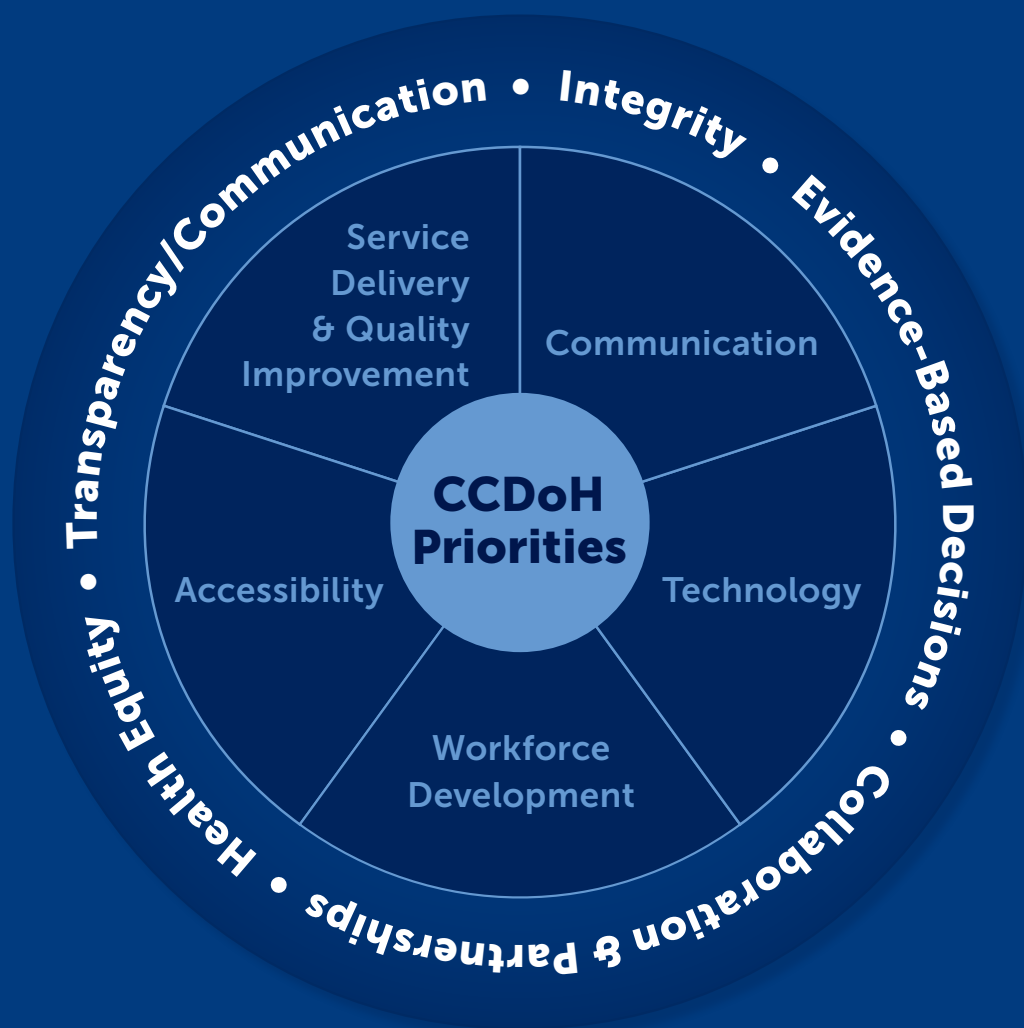 Transparency/Communication • Integrity • Evidence-Based Decisions • Collaboration & Partnerships • Health Equity •
Service
Delivery
& Quality
Improvement
Communication
CCDoH
Priorities
Accessibility
Technology
Workforce
Development